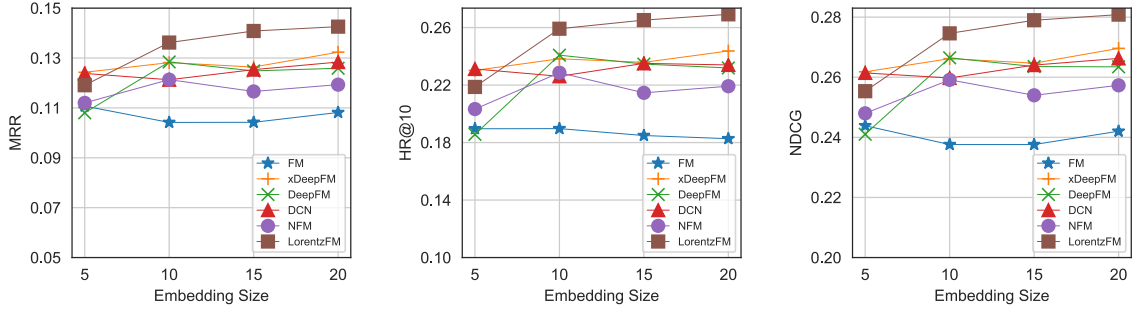 MRR
0.15
0.13
0.11
0.09
0.07
0.05
5
10
15
20
Embedding Size
FM
xDeepFM
DeepFM
DCN
NFM
LorentzFM
HR@10
0.26
0.22
0.18
0.14
0.10
5
10
15
20
Embedding Size
FM
xDeepFM
DeepFM
DCN
NFM
LorentzFM
NDCG
0.28
0.26
0.24
0.22
0.20
5
10
15
20
Embedding Size
FM
xDeepFM
DeepFM
DCN
NFM
LorentzFM